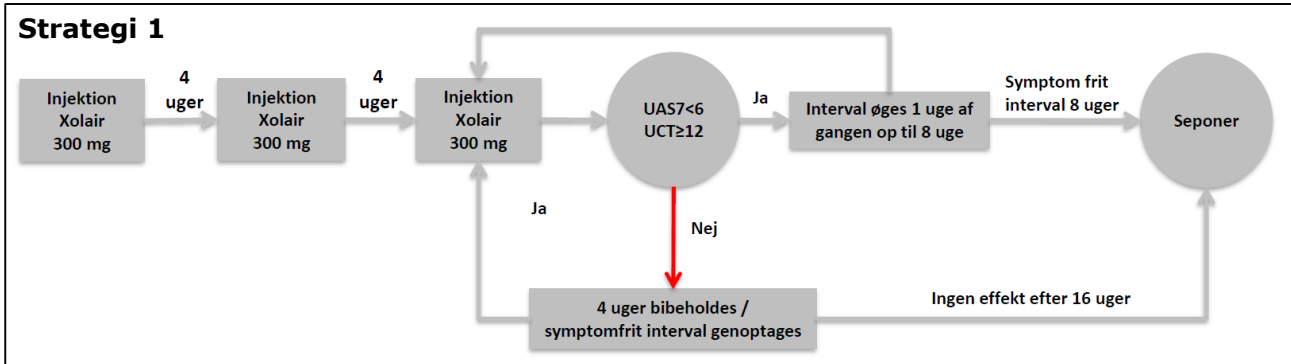 Strategi 1
Injektion
Xolair
300 mg
4
uger
Injektion
Xolair
300 mg
4
uger
Injektion
Xolair
300 mg
UAS7<6
UCT≥12
Ja
Interval øges 1 uge af
gangen op til 8 uge
Symptom frit
interval 8 uger
Seponer
Ja
Nej
4 uger bibeholdes /
symptomfrit interval genoptages
Ingen effekt efter 16 uger